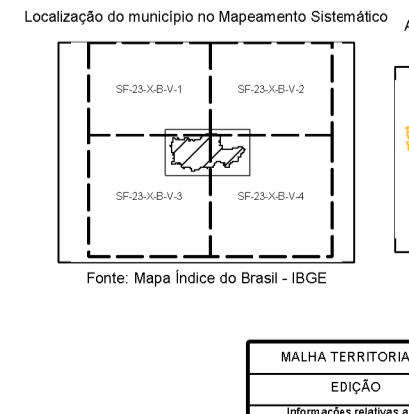 Localização do município no Mapeamento Sistemático
SF-23-X-B-V-1
SF-23-X-B-V-2
SF-23-X-B-V-3
SF-23-X-B-V-4
Fonte: Mapa Índice do Brasil - IBGE
MALHA TERRITORIA
EDIÇÃO
Informações relativas a